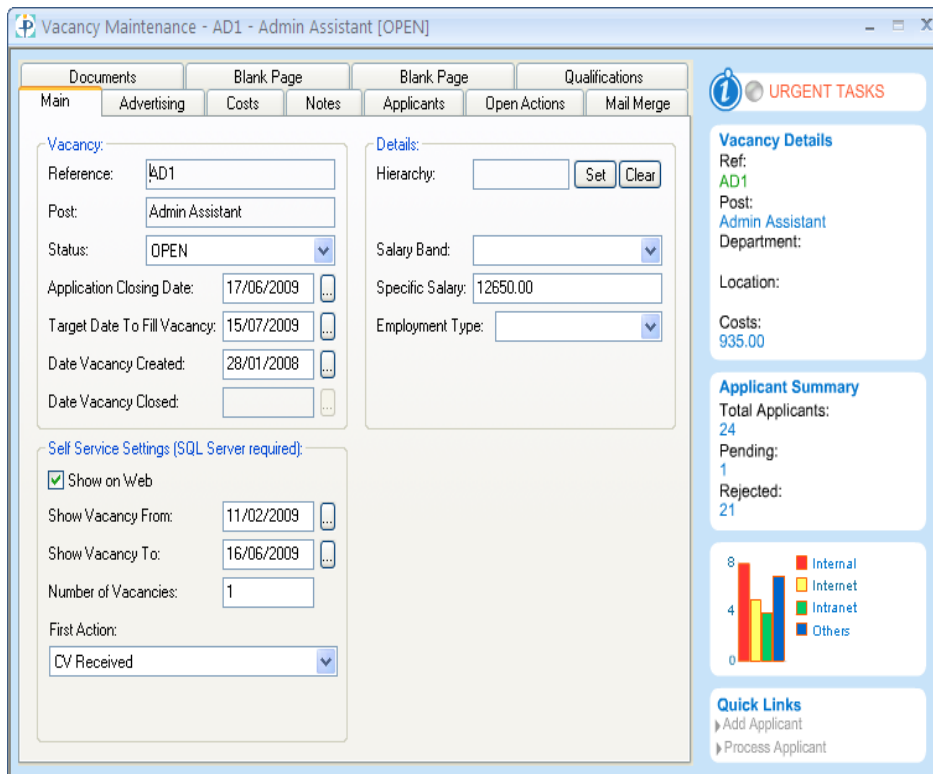 Vacancy Maintenance - AD1 - Admin Assistant [OPEN]
Documents Blank Page Blank Page Qualifications
Main Advertising Costs Notes Applicants Open Actions Mail Merge
Vacancy:
Reference: AD1
Post: Admin Assistant
Status: OPEN
Application Closing Date: 17/06/2009 ...
Target Date To Fill Vacancy: 15/07/2009 ...
Date Vacancy Created: 28/01/2008 ...
Date Vacancy Closed: ...
Self Service Settings (SQL Server required):
Show on Web
Show Vacancy From: 11/02/2009 ...
Show Vacancy To: 16/06/2009 ...
Number of Vacancies: 1
First Action:
CV Received
Details:
Hierarchy: Set Clear
Salary Band:
Specific Salary: 12650.00
Employment Type:
URGENT TASKS
Vacancy Details
Ref:
AD1
Post:
Admin Assistant
Department:
Location:
Costs:
935.00
Applicant Summary
Total Applicants:
24
Pending:
1
Rejected:
21
8
4
0
Internal
Internet
Intranet
Others
Quick Links
Add Applicant
Process Applicant